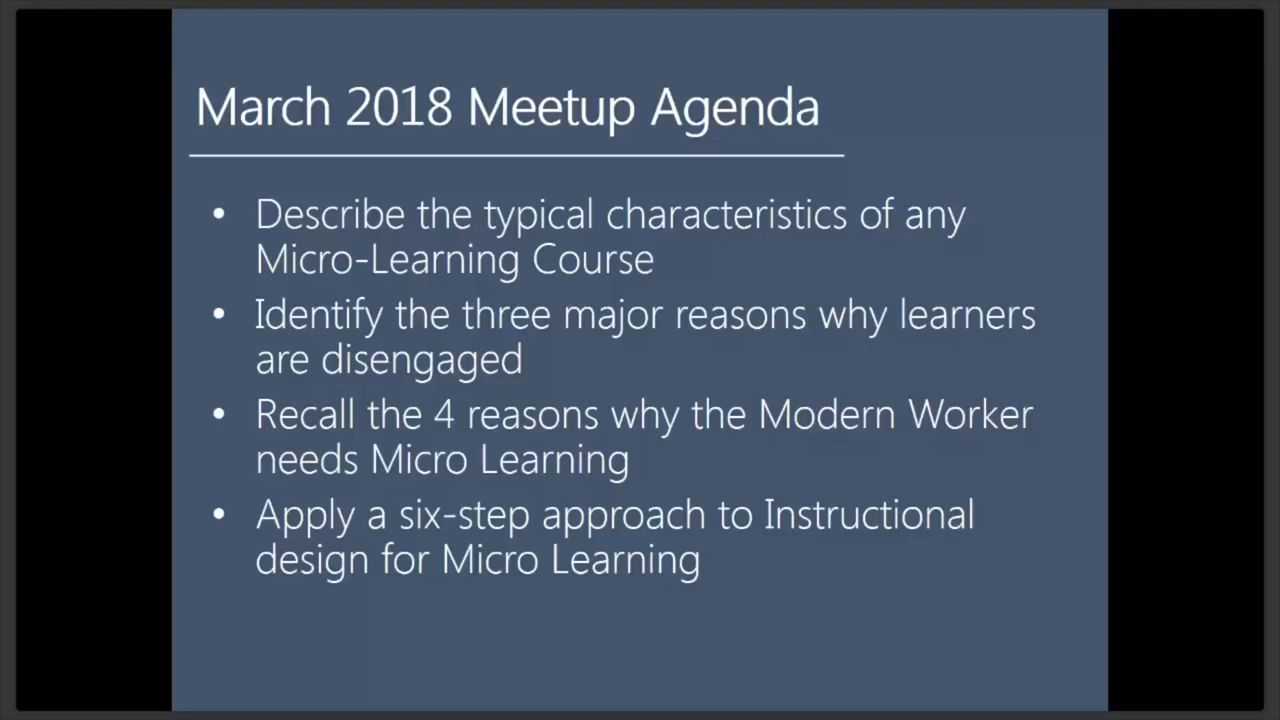 March 2018 Meetup Agenda
• Describe the typical characteristics of any
Micro-Learning Course
• Identify the three major reasons why learners
are disengaged
• Recall the 4 reasons why the Modern Worker
needs Micro Learning
• Apply a six-step approach to Instructional
design for Micro Learning